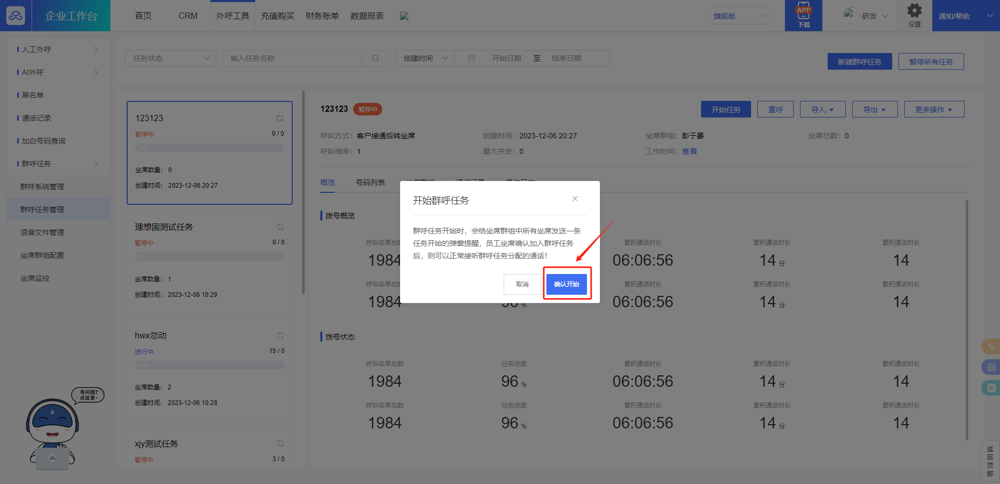 企业工作台
首页
CRM
外呼工具
充值购买
财务账单
数据报表
旗舰版
APP
下载
研发
设置
通知/帮助
人工外呼
AI外呼
黑名单
通话记录
加白号码查询
群呼任务
群呼系统管理
群呼任务管理
语音文件管理
坐席群组配置
坐席监控
有问题?
点这里~
任务状态
输入任务名称
创建时间
开始日期 至 结束日期
新建群呼任务
暂停所有任务
123123
暂停中 0 / 0
0%
坐席数量： 0
创建时间： 2023-12-06 20:27
理想国测试任务
暂停中 0 / 0
0%
坐席数量： 1
创建时间： 2023-12-06 10:29
hwx勿动
进行中 15 / 0
0%
坐席数量： 2
创建时间： 2023-12-06 10:28
xjy测试任务
暂停中 3 / 0
123123 暂停中
开始任务
重呼
导入
导出
更多操作
呼叫方式： 客户接通后转坐席
创建时间： 2023-12-06 20:27
坐席群组： 彭于晏
坐席总数： 0
呼叫倍率： 1
最大并发： 0
工作时间： 查看
概览
号码列表
开始群呼任务
群呼任务开始时，会给坐席群组中所有坐席发送一条
任务开始的弹窗提醒，员工坐席确认加入群呼任务
后，则可以正常接听群呼任务分配的通话！
取消
确认开始
拨号概览
呼叫名单总 累积通话时长 累积通话时长 累积通话时长
1984 06:06:56 14 分 14
呼叫名单总 累积通话时长 累积通话时长 累积通话时长
1984 96 % 06:06:56 14 分 14
拨号状态
呼叫名单总数 任务进度 累积通话时长 累积通话时长 累积通话时长
1984 96 % 06:06:56 14 分 14
呼叫名单总数 任务进度 累积通话时长 累积通话时长 累积通话时长
1984 96 % 06:06:56 14 分 14
返
回
顶
部